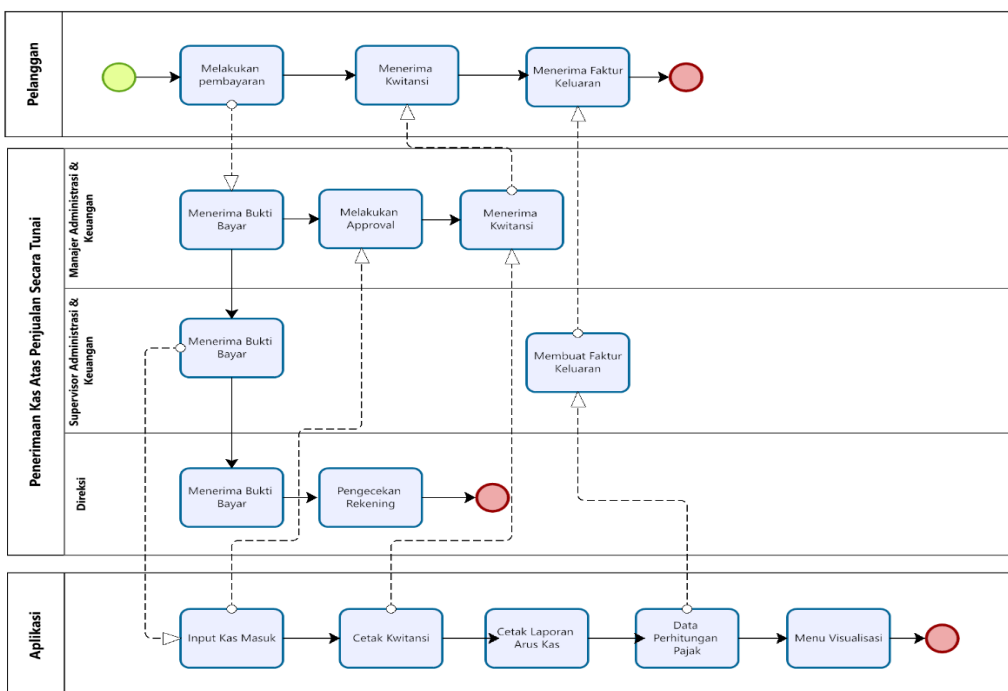 Pelanggan
Melakukan
pembayaran
Menerima
Kwitansi
Menerima Faktur
Keluaran
Penerimaan Kas Atas Penjualan Secara Tunai
Manajer Administrasi &
Keuangan
Menerima Bukti
Bayar
Melakukan
Approval
Menerima
Kwitansi
Supervisor Administrasi &
Keuangan
Menerima Bukti
Bayar
Membuat Faktur
Keluaran
Direksi
Menerima Bukti
Bayar
Pengecekan
Rekening
Aplikasi
Input Kas Masuk
Cetak Kwitansi
Cetak Laporan
Arus Kas
Data
Perhitungan
Pajak
Menu Visualisasi